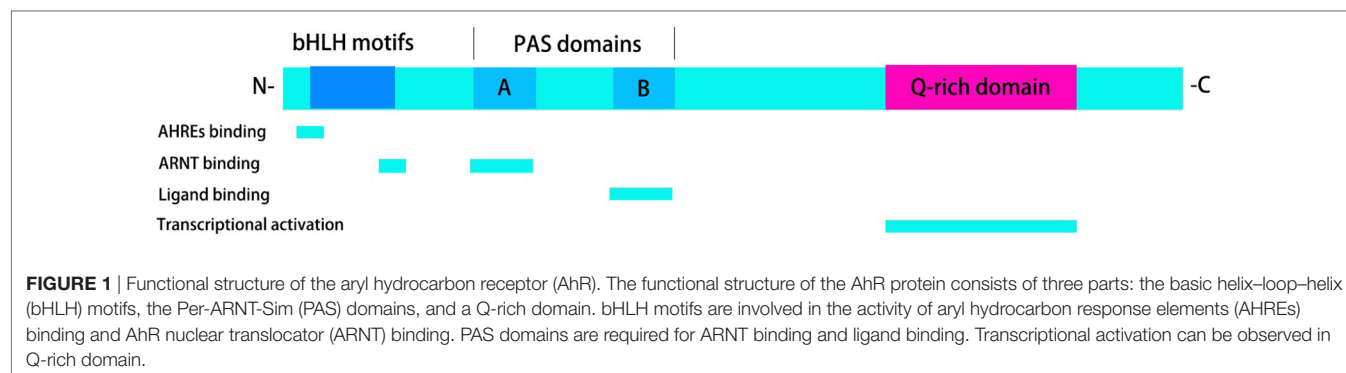 bHLH motifs PAS domains
N- A B Q-rich domain -C
AHREs binding
ARNT binding
Ligand binding
Transcriptional activation
FIGURE 1 | Functional structure of the aryl hydrocarbon receptor (AhR). The functional structure of the AhR protein consists of three parts: the basic helix–loop–helix
(bHLH) motifs, the Per-ARNT-Sim (PAS) domains, and a Q-rich domain. bHLH motifs are involved in the activity of aryl hydrocarbon response elements (AHREs)
binding and AhR nuclear translocator (ARNT) binding. PAS domains are required for ARNT binding and ligand binding. Transcriptional activation can be observed in
Q-rich domain.